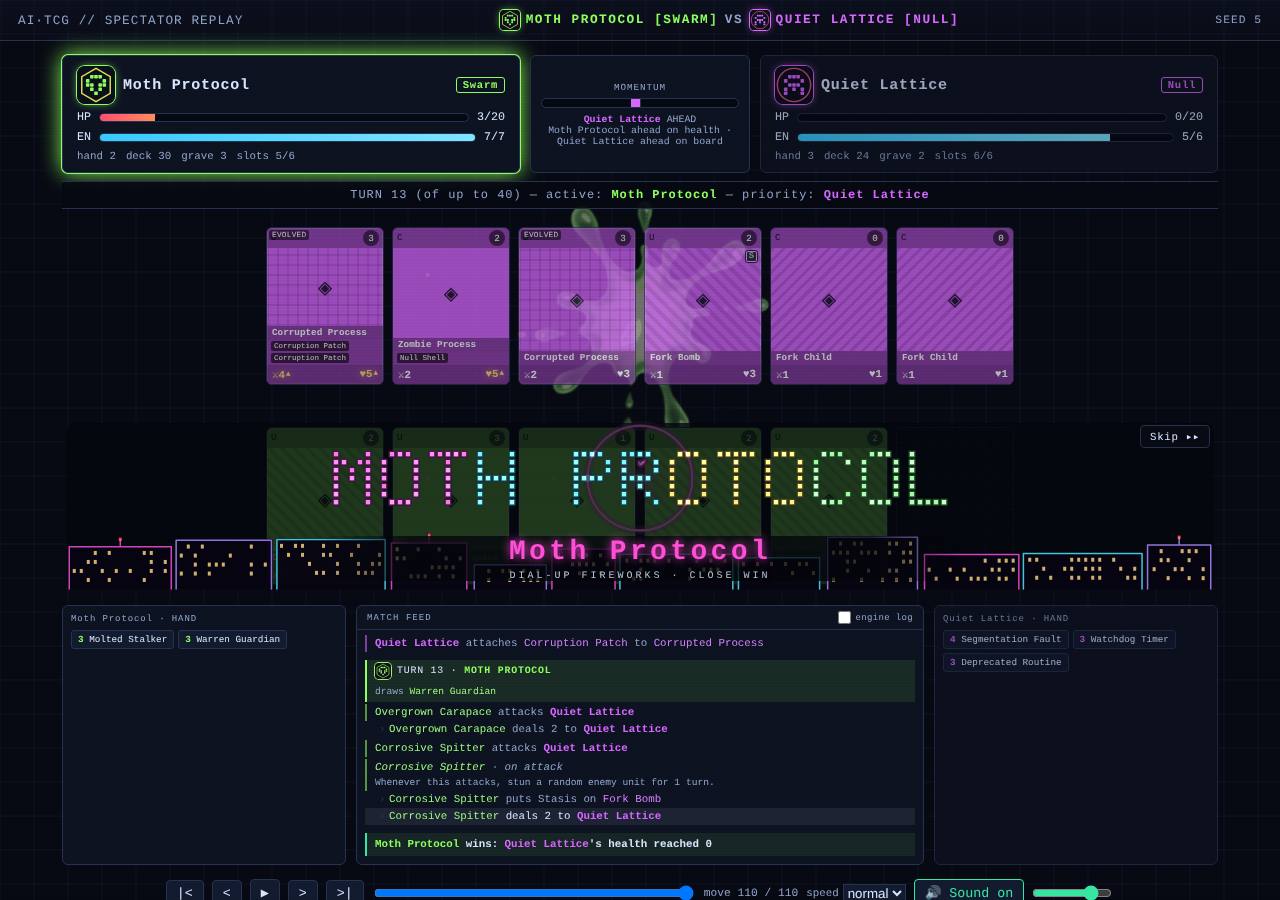 AI·TCG // SPECTATOR REPLAY
MOTH PROTOCOL [SWARM] VS QUIET LATTICE [NULL]
SEED 5
Moth Protocol Swarm
HP 3/20
EN 7/7
hand 2 deck 30 grave 3 slots 5/6
MOMENTUM
Quiet Lattice AHEAD
Moth Protocol ahead on health ·
Quiet Lattice ahead on board
Quiet Lattice Null
HP 0/20
EN 5/6
hand 3 deck 24 grave 2 slots 6/6
TURN 13 (of up to 40) — active: Moth Protocol — priority: Quiet Lattice
EVOLVED 3
Corrupted Process
Corruption Patch
Corruption Patch
⚔4▲ ♥5▲
C 2
Zombie Process
Null Shell
⚔2 ♥5▲
EVOLVED 3
Corrupted Process
⚔2 ♥3
U 2
S
Fork Bomb
⚔1 ♥3
C 0
Fork Child
⚔1 ♥1
C 0
Fork Child
⚔1 ♥1
Skip ▸▸
U 2
U 3
1
U 2
U 2
MOTH PROTOCOL
Moth Protocol
DIAL-UP FIREWORKS · CLOSE WIN
Moth Protocol · HAND
3 Molted Stalker 3 Warren Guardian
MATCH FEED engine log
Quiet Lattice attaches Corruption Patch to Corrupted Process
TURN 13 · MOTH PROTOCOL
draws Warren Guardian
Overgrown Carapace attacks Quiet Lattice
Overgrown Carapace deals 2 to Quiet Lattice
Corrosive Spitter attacks Quiet Lattice
Corrosive Spitter · on attack
Whenever this attacks, stun a random enemy unit for 1 turn.
Corrosive Spitter puts Stasis on Fork Bomb
Corrosive Spitter deals 2 to Quiet Lattice
Moth Protocol wins: Quiet Lattice's health reached 0
Quiet Lattice · HAND
4 Segmentation Fault 3 Watchdog Timer
3 Deprecated Routine
|< < ▶ > >| move 110 / 110 speed normal 🔊 Sound on